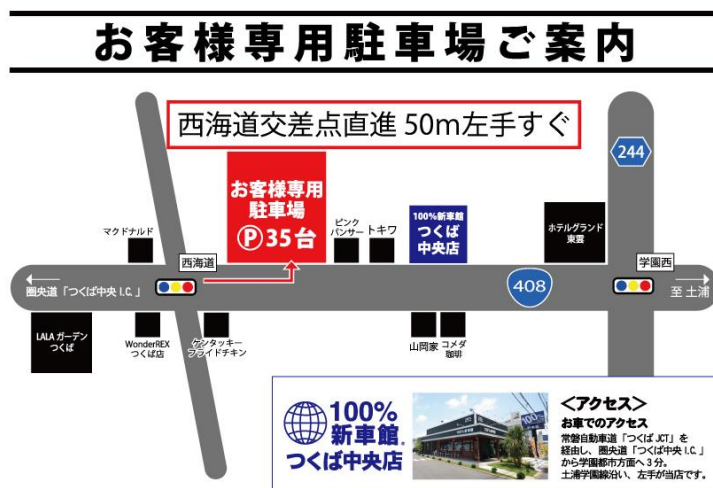 お客様専用駐車場ご案内
西海道交差点直進 50m左手すぐ
244
お客様専用
駐車場
Ⓟ35台
マクドナルド
ピンク
パンサー
トキワ
100%新車館
つくば
中央店
ホテルグランド
東雲
西海道
学園西
圏央道「つくば中央 I.C.」
408
至 土浦
LALA ガーデン
つくば
WonderREX
つくば店
ケンタッキー
フライドチキン
山岡家
コメダ
珈琲
100%
新車館
つくば中央店
100
<アクセス>
お車でのアクセス
常磐自動車道「つくば JCT」を
経由し、圏央道「つくば中央 I.C.」
から学園都市方面へ3分。
土浦学園線沿い、左手が当店です。